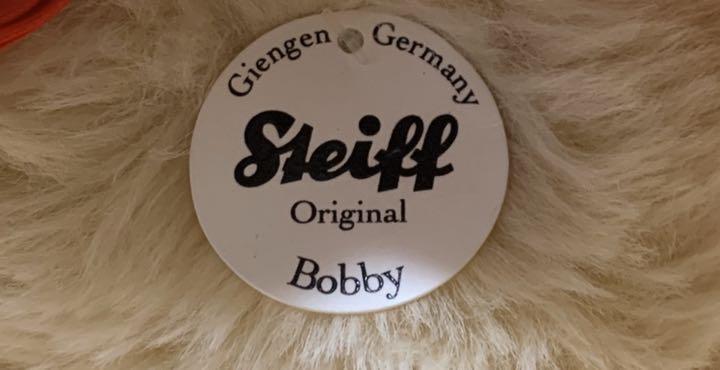 Giengen Germany
Steiff
Original
Bobby